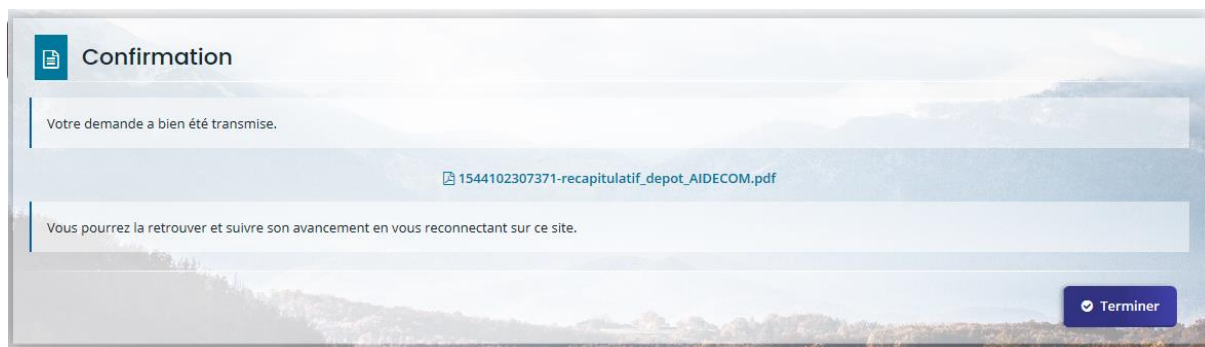 Confirmation
Votre demande a bien été transmise.
1544102307371-recapitulatif_depot_AIDECOM.pdf
Vous pourrez la retrouver et suivre son avancement en vous reconnectant sur ce site.
Terminer